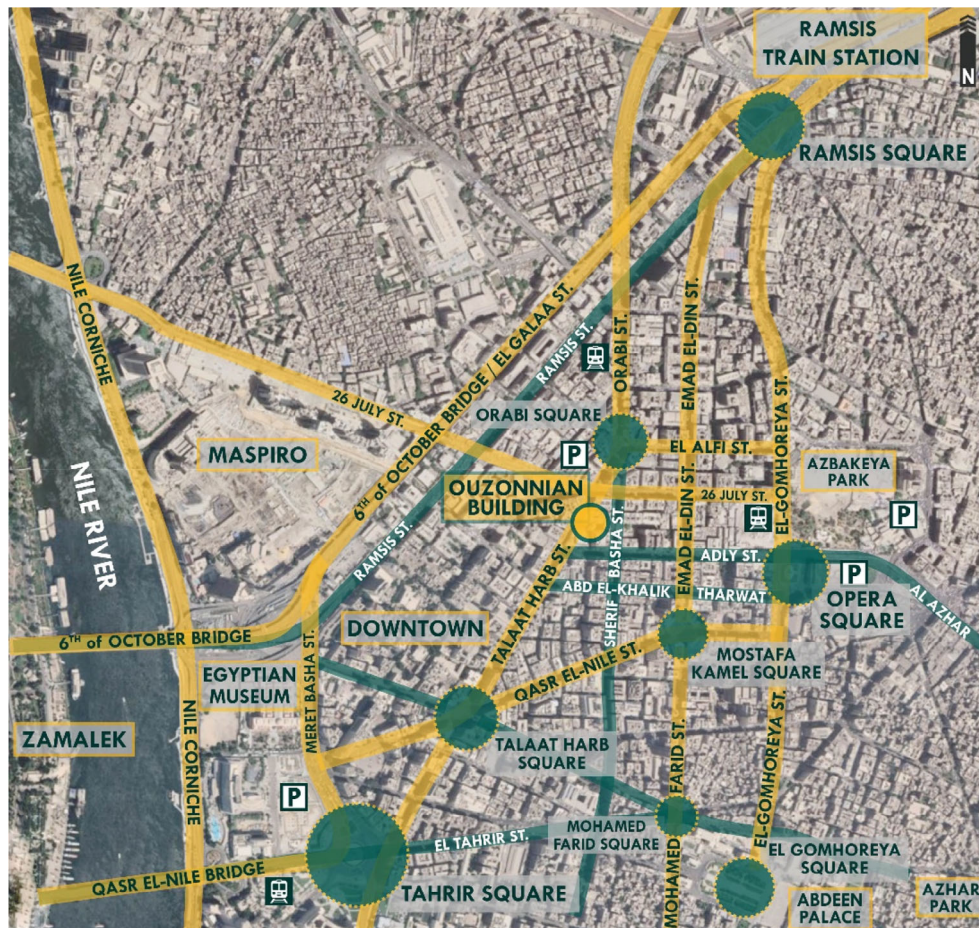 RAMSIS
TRAIN STATION
N
RAMSIS SQUARE
NILE CORNICHE
6TH of OCTOBER BRIDGE / EL GALAA ST.
RAMSIS ST.
ORABI ST.
EMAD EL-DIN ST.
EL-GOMHOREYA ST.
26 JULY ST.
ORABI SQUARE
EL ALFI ST.
MASPIRO
P
AZBAKEYA
PARK
OUZONNIAN
BUILDING
26 JULY ST.
P
NILE RIVER
RAMSIS ST.
TALAAT HARB ST.
SHERIF - BASHA ST.
EMAD EL-DIN ST.
ADLY ST.
P
ABD EL-KHALIK THARWAT
AL AZHAR
OPERA
SQUARE
6TH of OCTOBER BRIDGE
DOWNTOWN
MOSTAFA
KAMEL SQUARE
EGYPTIAN
MUSEUM
MERET BASHA ST.
QASR EL-NILE ST.
ZAMALEK
NILE CORNICHE
TALAAT HARB
SQUARE
MOHAMED FARID ST.
EL-GOMHOREYA ST.
P
EL TAHRIR ST.
MOHAMED
FARID SQUARE
EL GOMHOREYA
SQUARE
QASR EL-NILE BRIDGE
TAHRIR SQUARE
ABDEEN
PALACE
AZHAR
PARK